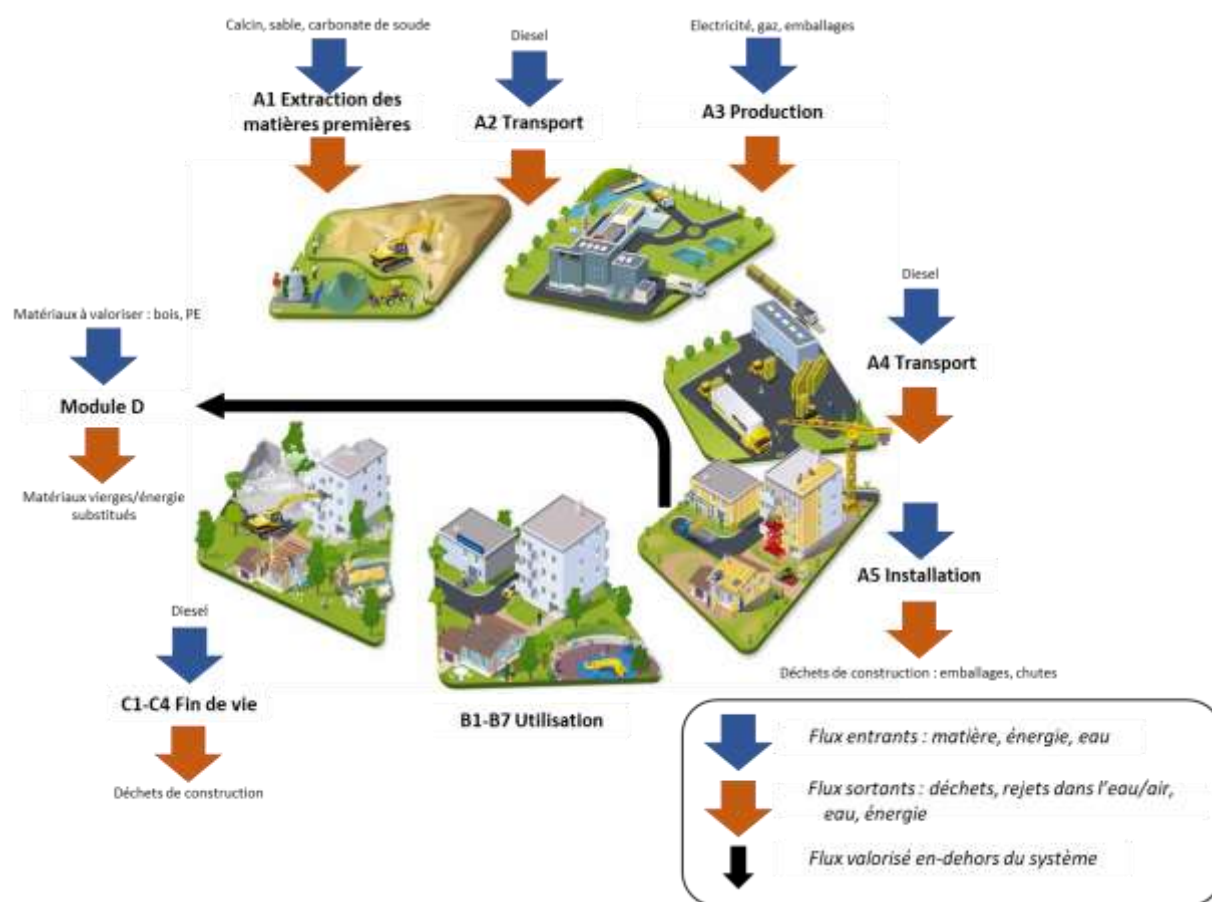 Calcin, sable, carbonate de soude
A1 Extraction des
matières premières
Diesel
A2 Transport
Electricité, gaz, emballages
A3 Production
Diesel
A4 Transport
A5 Installation
Déchets de construction : emballages, chutes
Matériaux à valoriser : bois, PE
Module D
Matériaux vierges/énergie
substitués
Diesel
C1-C4 Fin de vie
Déchets de construction
B1-B7 Utilisation
Flux entrants : matière, énergie, eau
Flux sortants : déchets, rejets dans l'eau/air,
eau, énergie
Flux valorisé en-dehors du système